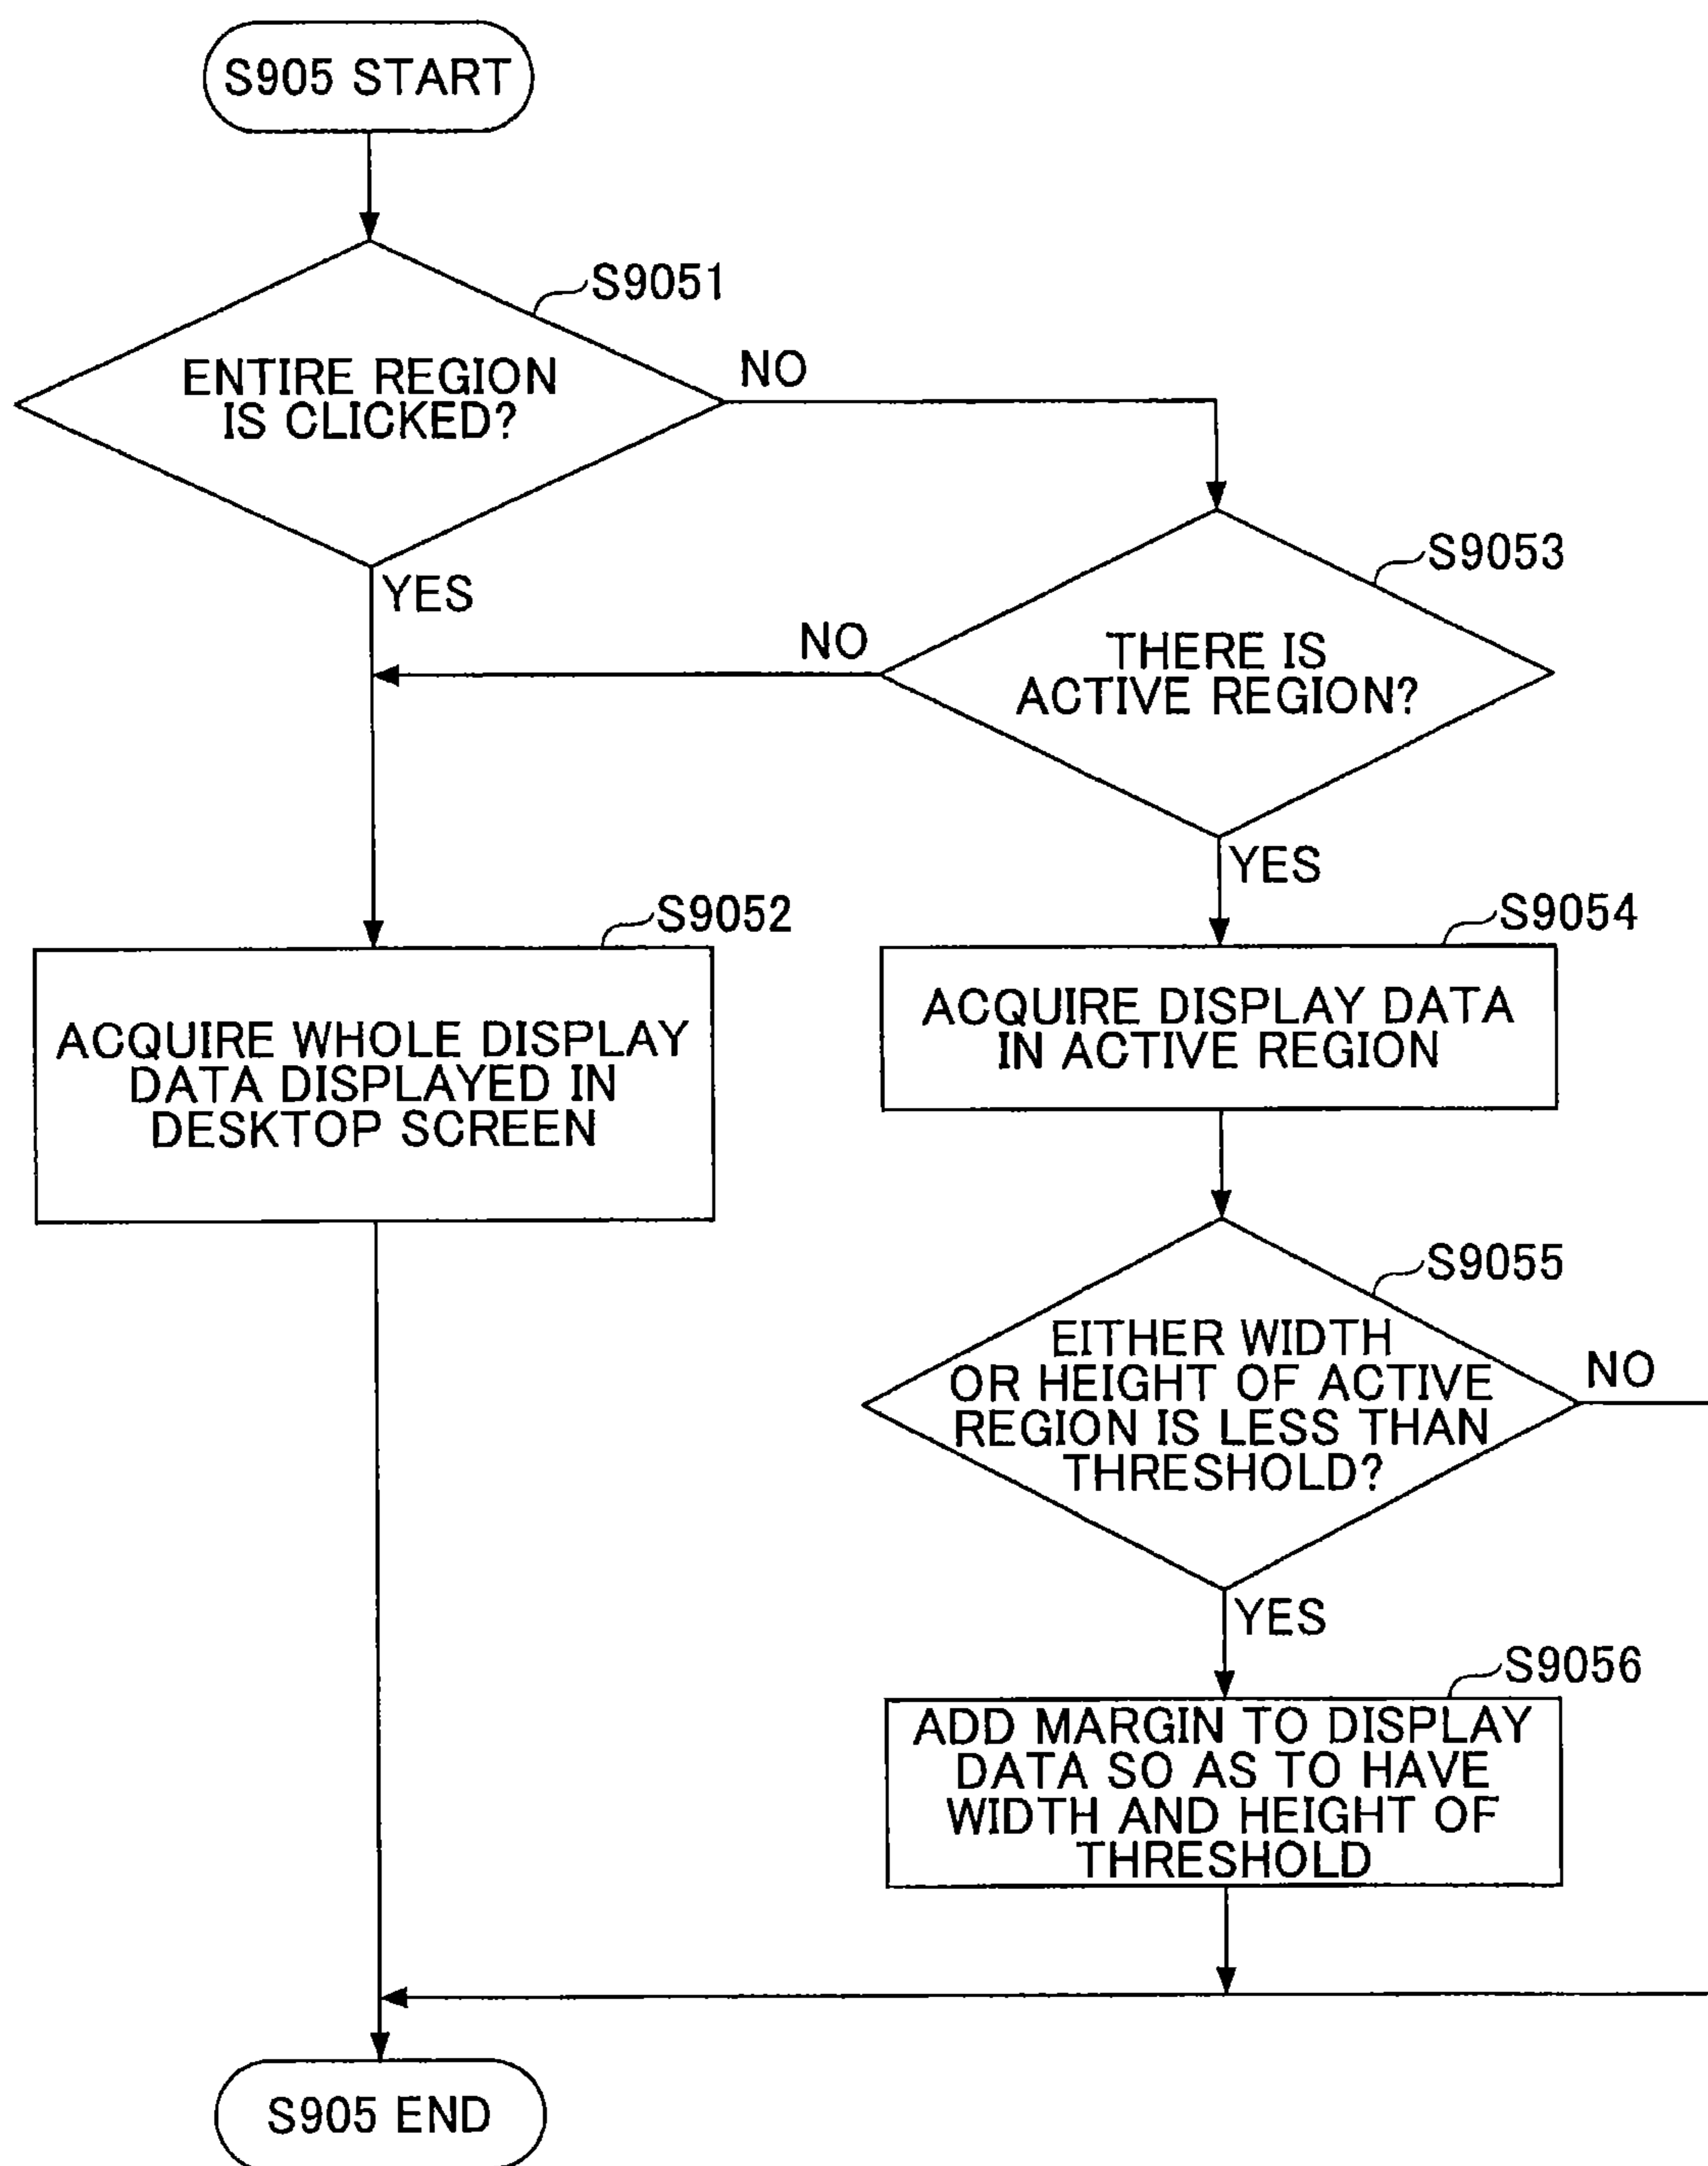 S905 START
S9051
ENTIRE REGION
IS CLICKED?
NO
YES
S9053
THERE IS
ACTIVE REGION?
NO
YES
S9052
ACQUIRE WHOLE DISPLAY
DATA DISPLAYED IN
DESKTOP SCREEN
S9054
ACQUIRE DISPLAY DATA
IN ACTIVE REGION
S9055
EITHER WIDTH
OR HEIGHT OF ACTIVE
REGION IS LESS THAN
THRESHOLD?
NO
YES
S9056
ADD MARGIN TO DISPLAY
DATA SO AS TO HAVE
WIDTH AND HEIGHT OF
THRESHOLD
S905 END